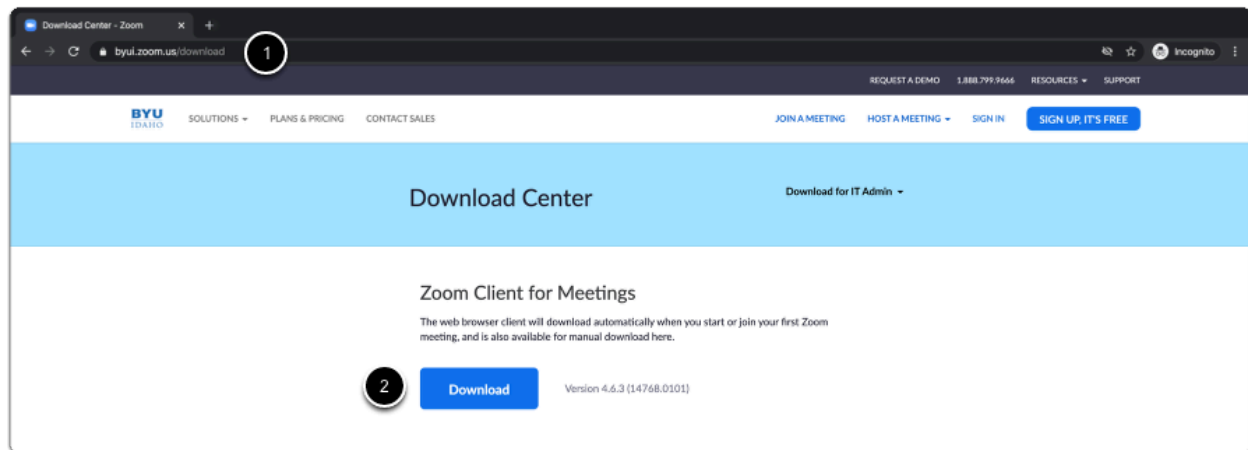 Download Center - Zoom
byui.zoom.us/download
1
Incognito
REQUEST A DEMO 1.888.799.9666 RESOURCES SUPPORT
BYU
IDAHO
SOLUTIONS PLANS & PRICING CONTACT SALES JOIN A MEETING HOST A MEETING SIGN IN SIGN UP, IT'S FREE
Download Center
Download for IT Admin
Zoom Client for Meetings
The web browser client will download automatically when you start or join your first Zoom
meeting, and is also available for manual download here.
2
Download
Version 4.6.3 (14768.0101)